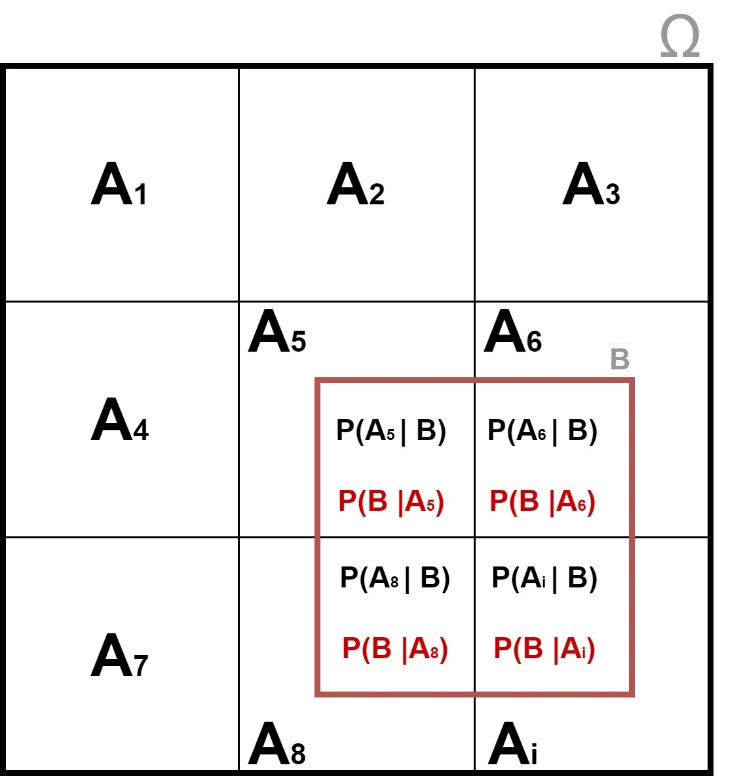 Ω
A₁ A₂ A₃
A₅ A₆
B
A₄
P(A₅ | B) P(A₆ | B)
P(B |A₅) P(B |A₆)
P(A₈ | B) P(Aᵢ | B)
P(B |A₈) P(B |Aᵢ)
A₇
A₈ Aᵢ